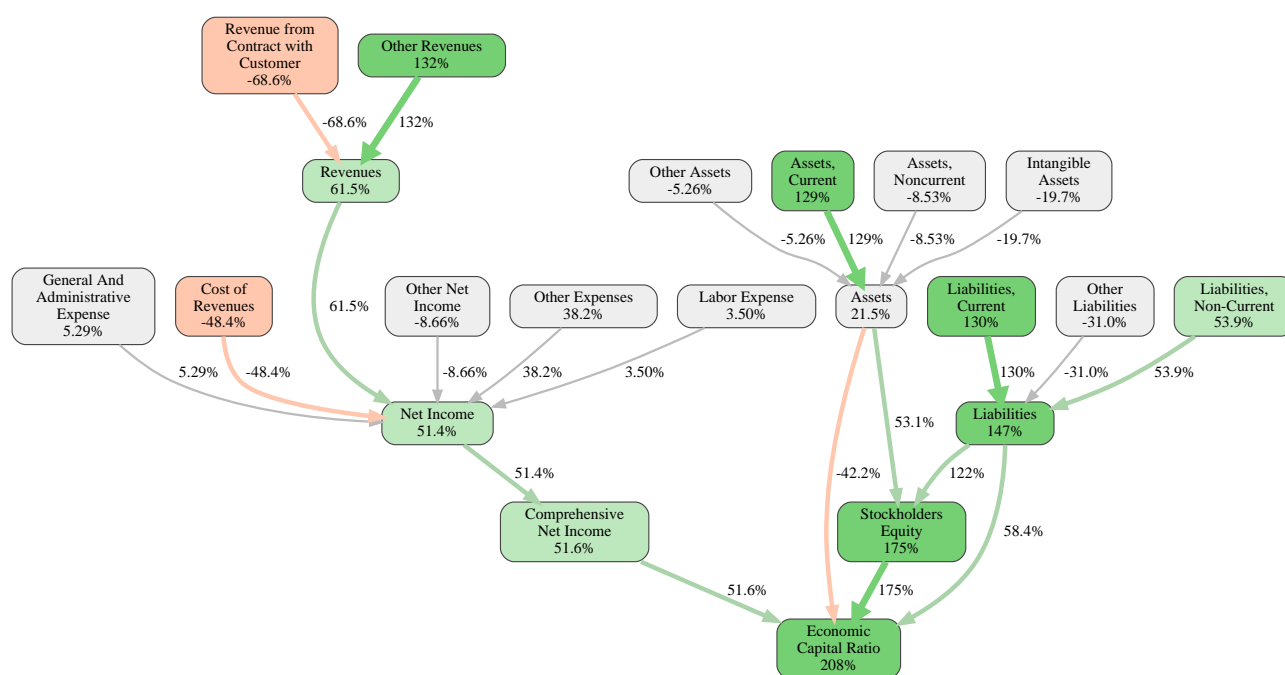 Revenue from
Contract with
Customer
-68.6%
Other Revenues
132%
-68.6%
132%
Revenues
61.5%
Other Assets
-5.26%
Assets,
Current
129%
Assets,
Noncurrent
-8.53%
Intangible
Assets
-19.7%
-5.26%
129%
-8.53%
-19.7%
General And
Administrative
Expense
5.29%
Cost of
Revenues
-48.4%
61.5%
Other Net
Income
-8.66%
Other Expenses
38.2%
Labor Expense
3.50%
Assets
21.5%
Liabilities,
Current
130%
Other
Liabilities
-31.0%
Liabilities,
Non-Current
53.9%
5.29%
-48.4%
-8.66%
38.2%
3.50%
130%
-31.0%
53.9%
Net Income
51.4%
53.1%
Liabilities
147%
51.4%
-42.2%
122%
Comprehensive
Net Income
51.6%
Stockholders
Equity
175%
58.4%
51.6%
175%
Economic
Capital Ratio
208%